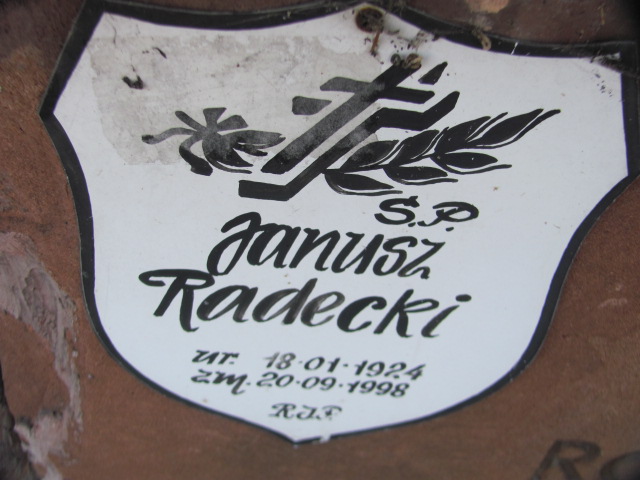 Ś.P.
Janusz
Radecki
ur. 18·01·1924
zm. 20·09·1998
R.I.P.